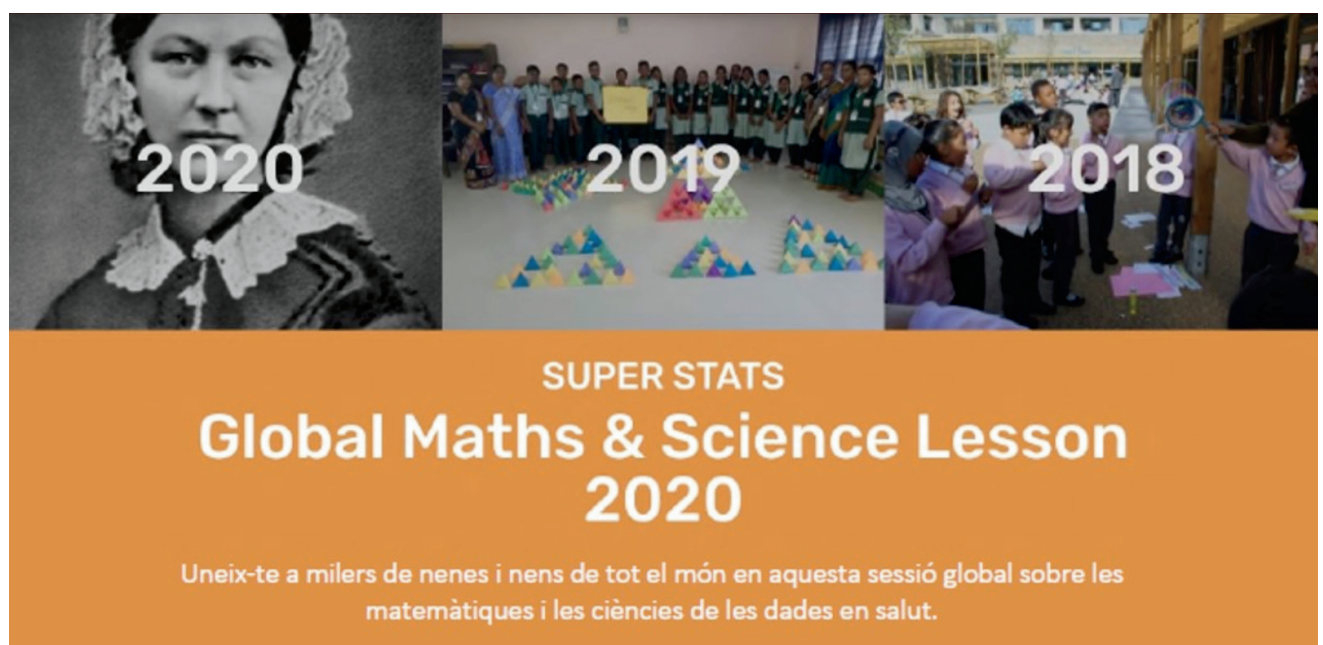 2020
2019
2018
SUPER STATS
Global Maths & Science Lesson
2020
Uneix-te a milers de nenes i nens de tot el món en aquesta sessió global sobre les
matemàtiques i les ciències de les dades en salut.